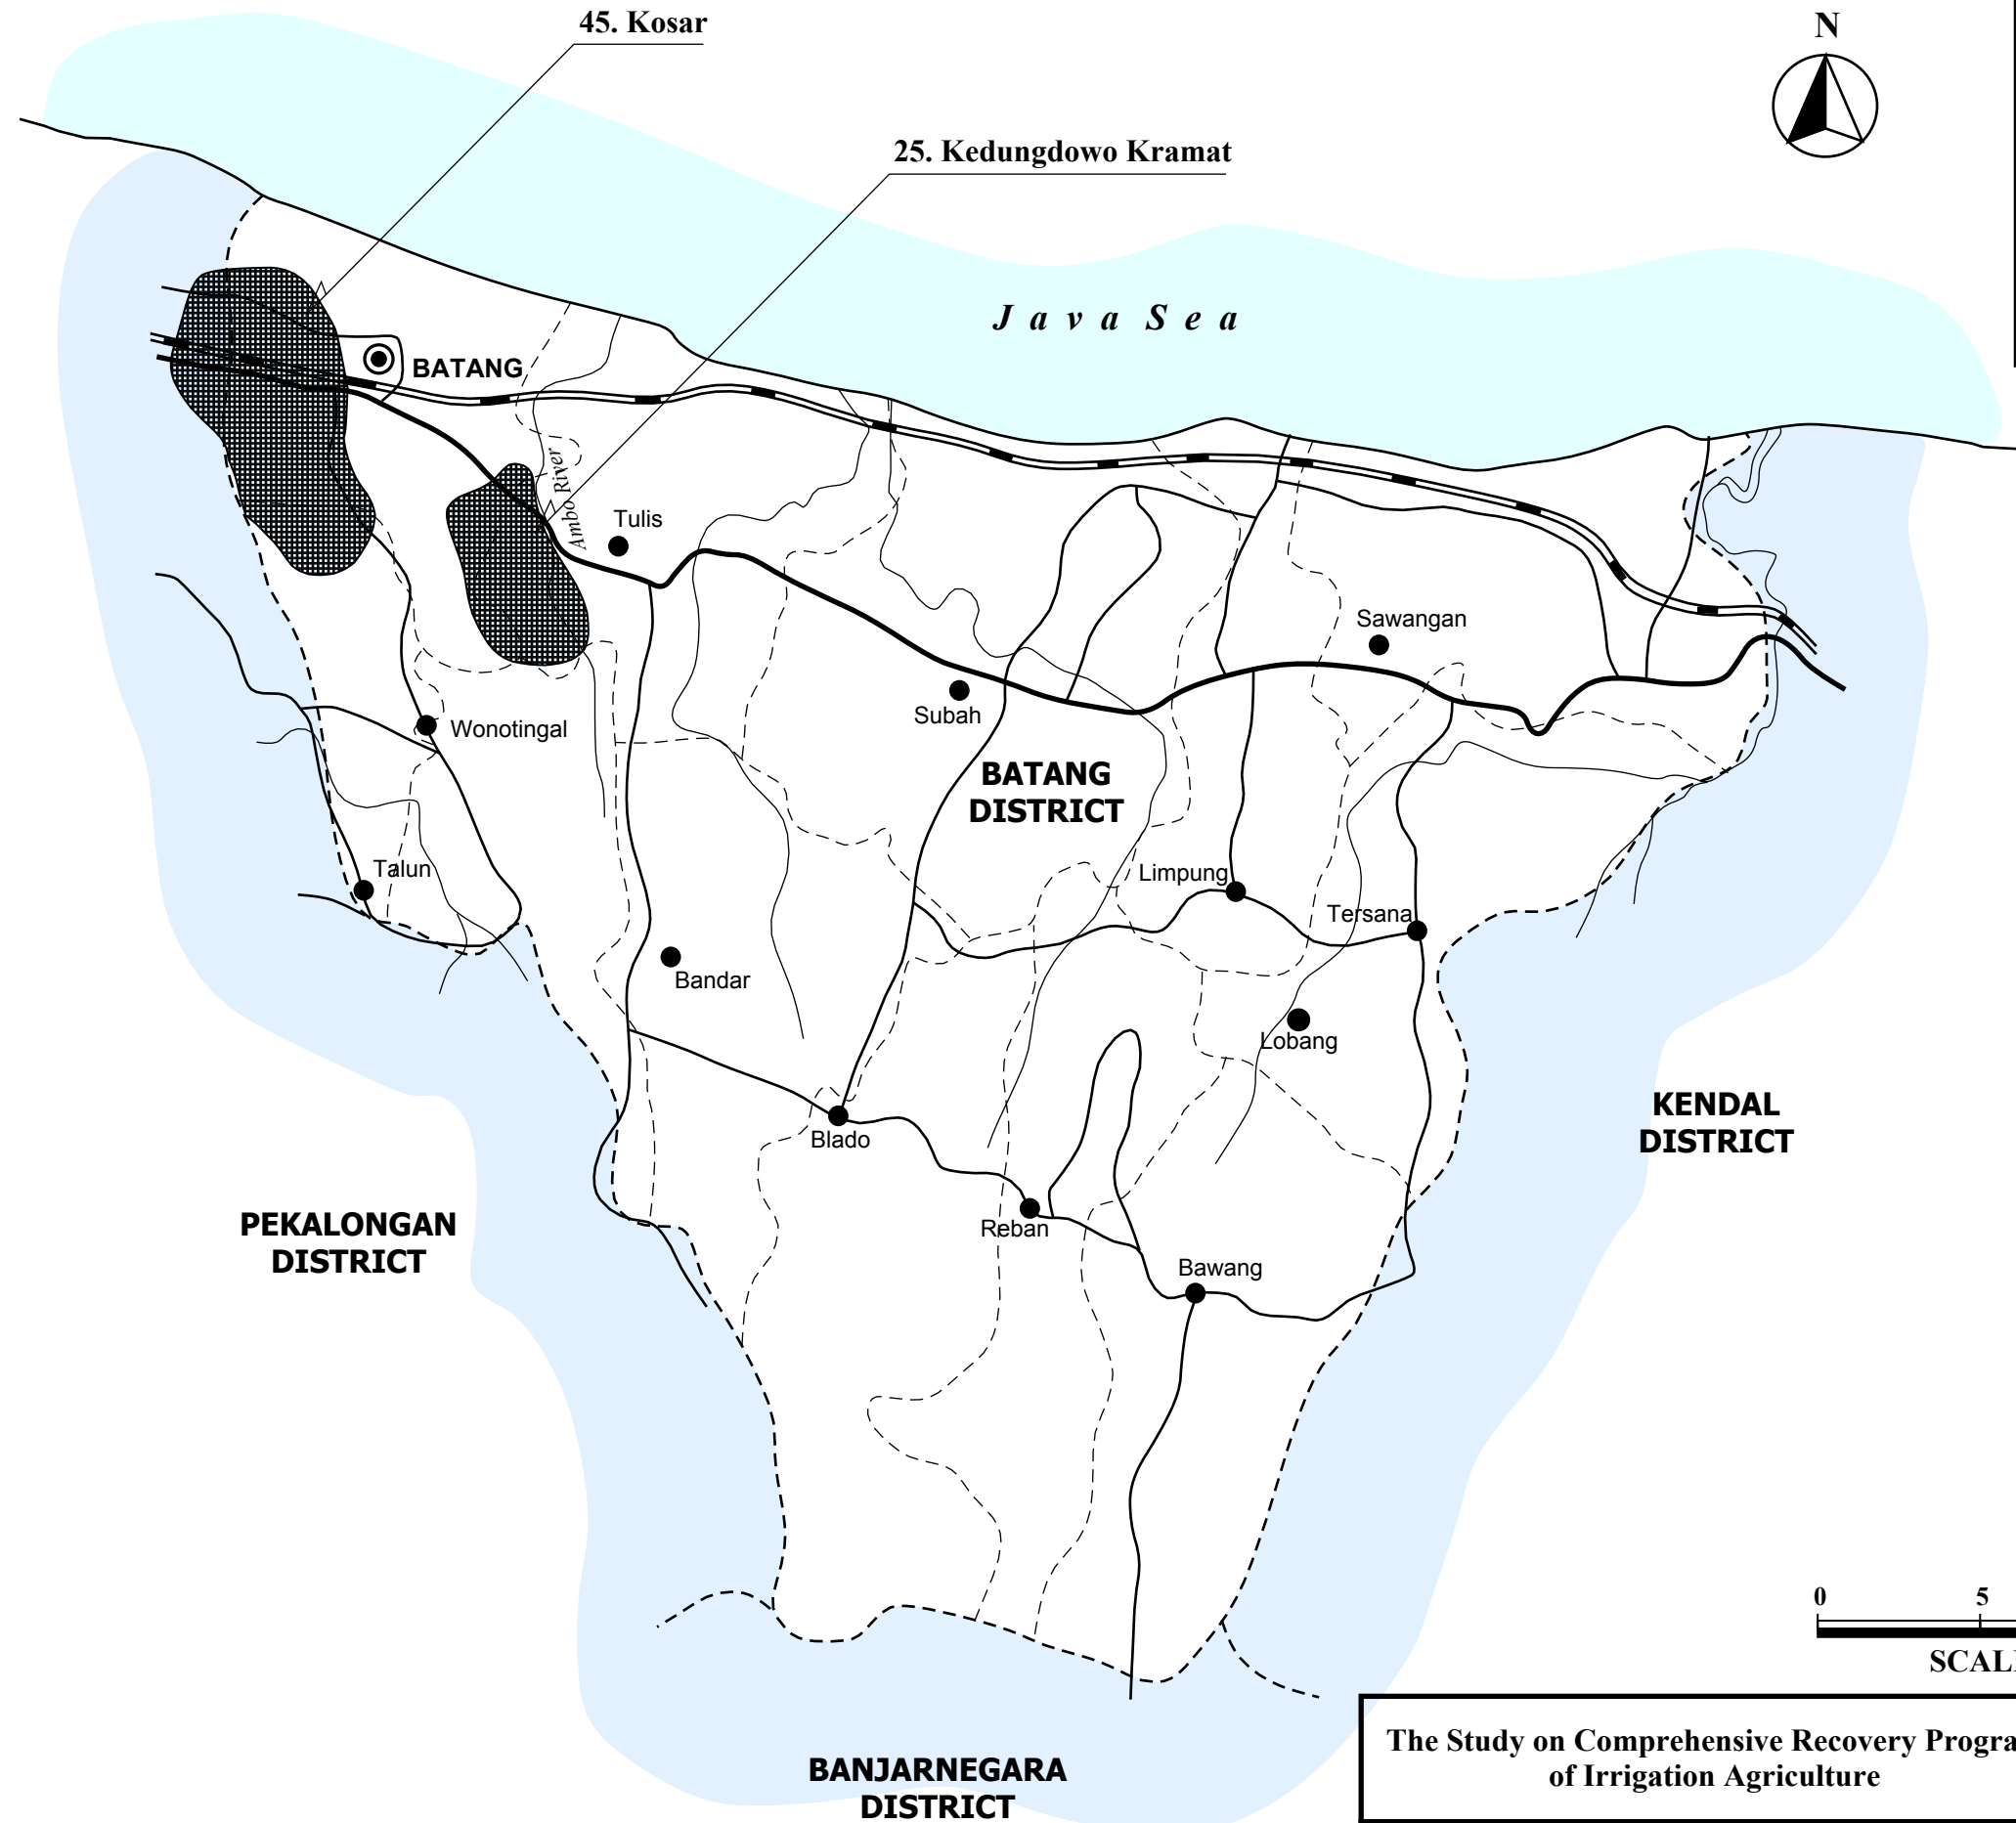 45. Kosar
N
25. Kedungdowo Kramat
Java Sea
BATANG
Ambo River
Tulis
Sawangan
Subah
Wonotingal
BATANG
DISTRICT
Talun
Limpung
Tersana
Bandar
Lobang
KENDAL
DISTRICT
Blado
PEKALONGAN
DISTRICT
Reban
Bawang
0 5
The Study on Comprehensive Recovery
of Irrigation Agriculture
BANJARNEGARA
DISTRICT